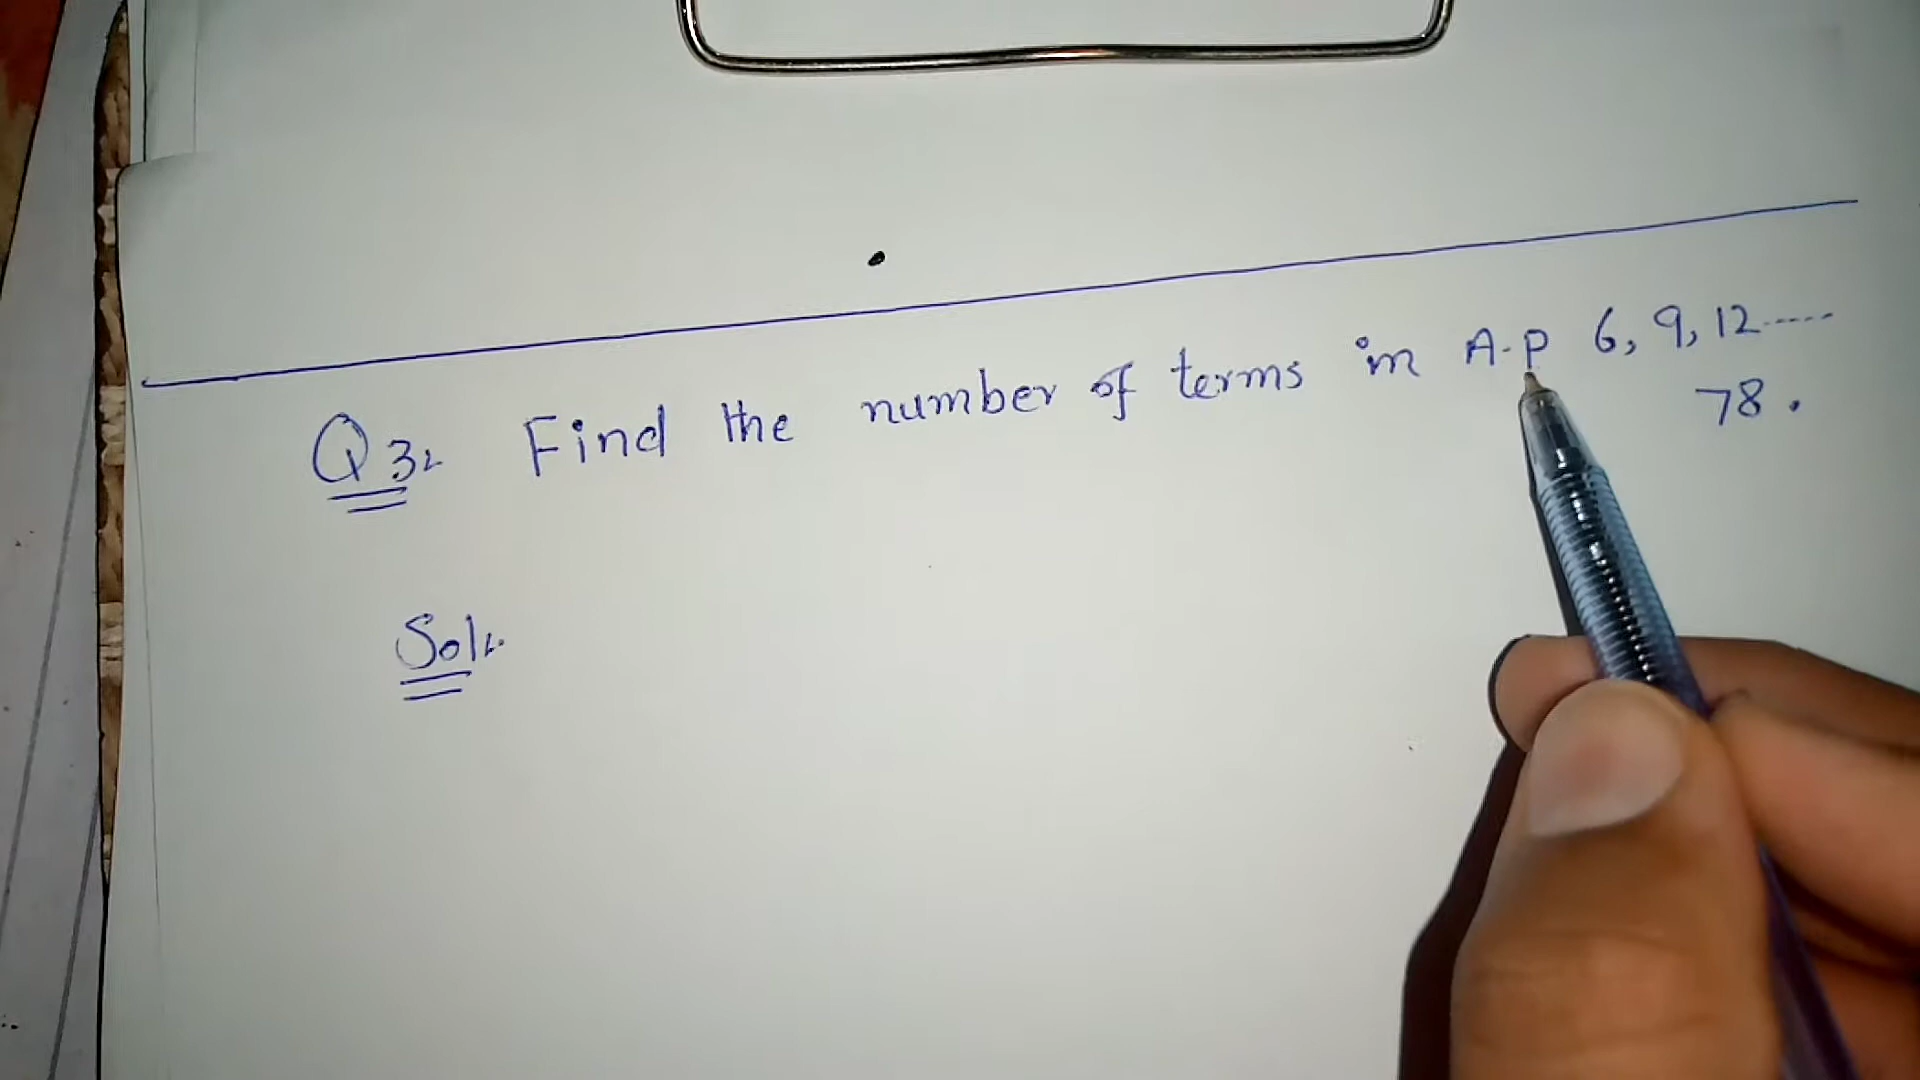 Q3. Find the number of terms in A.P 6, 9, 12.....
78.
Sol.